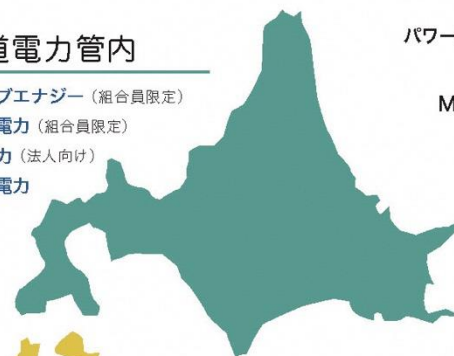 道電力管内
ブエナジー（組合員限定）
電力（組合員限定）
力（法人向け）
電力
パワー
M